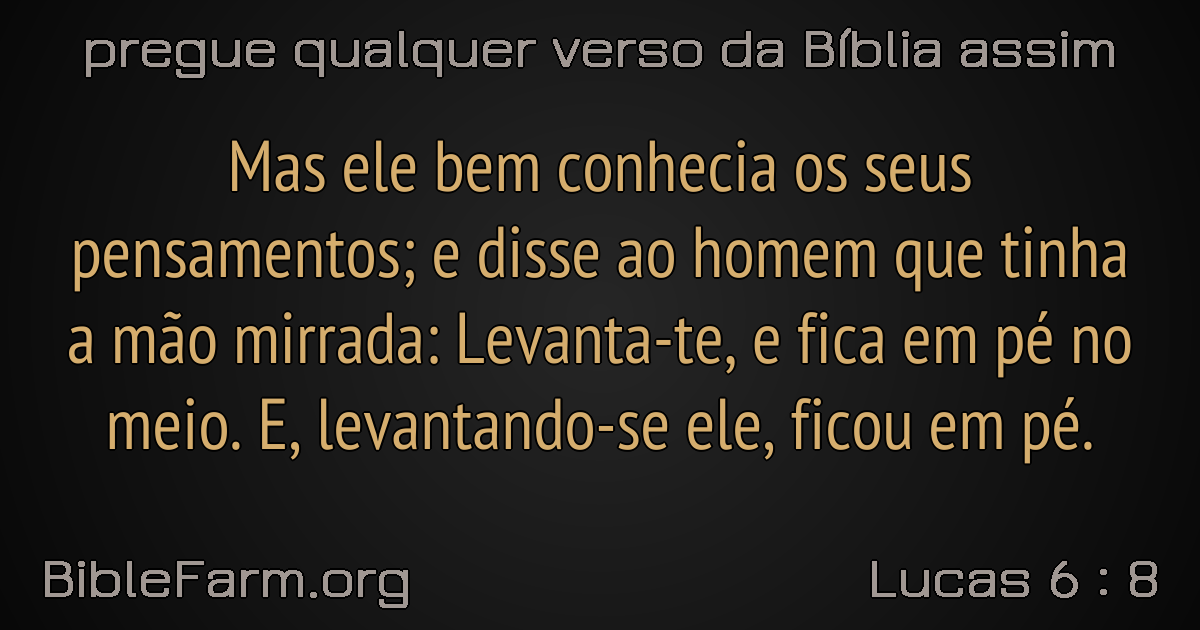 pregue qualquer verso da Bíblia assim
Mas ele bem conhecia os seus
pensamentos; e disse ao homem que tinha
a mão mirrada: Levanta-te, e fica em pé no
meio. E, levantando-se ele, ficou em pé.
BibleFarm.org
Lucas 6 : 8